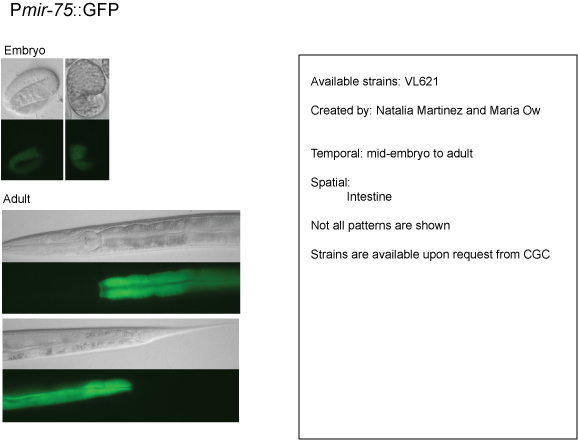 Pmir-75::GFP
Embryo
Adult
Available strains: VL621
Created by: Natalia Martinez and Maria Ow
Temporal: mid-embryo to adult
Spatial:
Intestine
Not all patterns are shown
Strains are available upon request from CGC